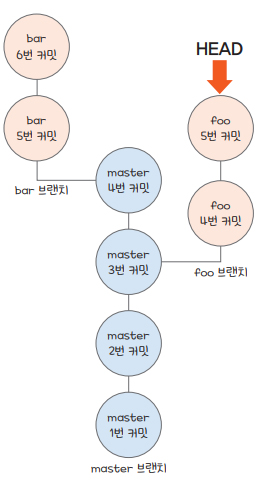 bar
6번 커밋
HEAD
bar
5번 커밋
foo
5번 커밋
bar 브랜치
master
4번 커밋
foo
4번 커밋
master
3번 커밋
foo 브랜치
master
2번 커밋
master
1번 커밋
master 브랜치